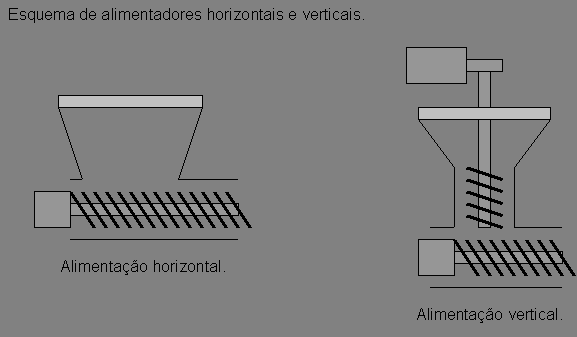 Esquema de alimentadores horizontais e verticais.
Alimentação horizontal.
Alimentação vertical.